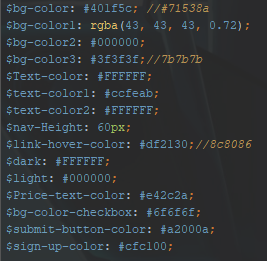 $bg-color: #401f5c; //#71538a
$bg-color1: rgba(43, 43, 43, 0.72);
$bg-color2: #000000;
$bg-color3: #3f3f3f;//7b7b7b
$Text-color: #FFFFFF;
$text-color1: #ccfeab;
$text-color2: #FFFFFF;
$nav-Height: 60px;
$link-hover-color: #df2130;//8c8086
$dark: #FFFFFF;
$light: #000000;
$Price-text-color: #e42c2a;
$bg-color-checkbox: #6f6f6f;
$submit-button-color: #a2000a;
$sign-up-color: #cfc100;